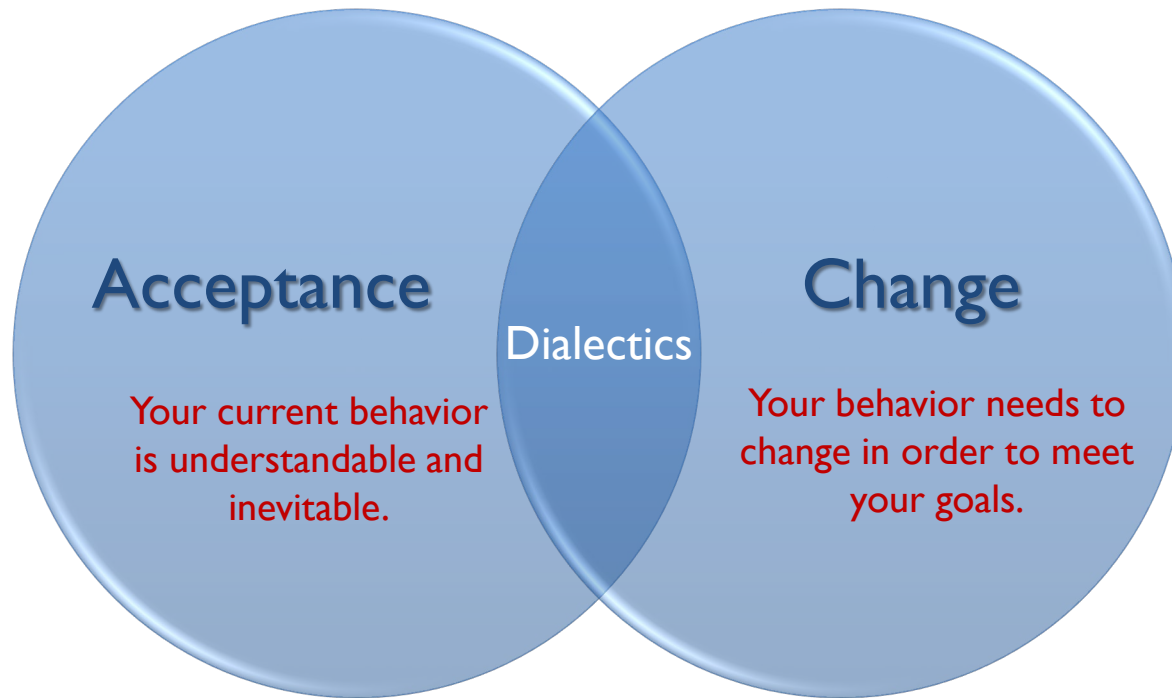 Acceptance
Your current behavior
is understandable and
inevitable.
Dialectics
Change
Your behavior needs to
change in order to meet
your goals.